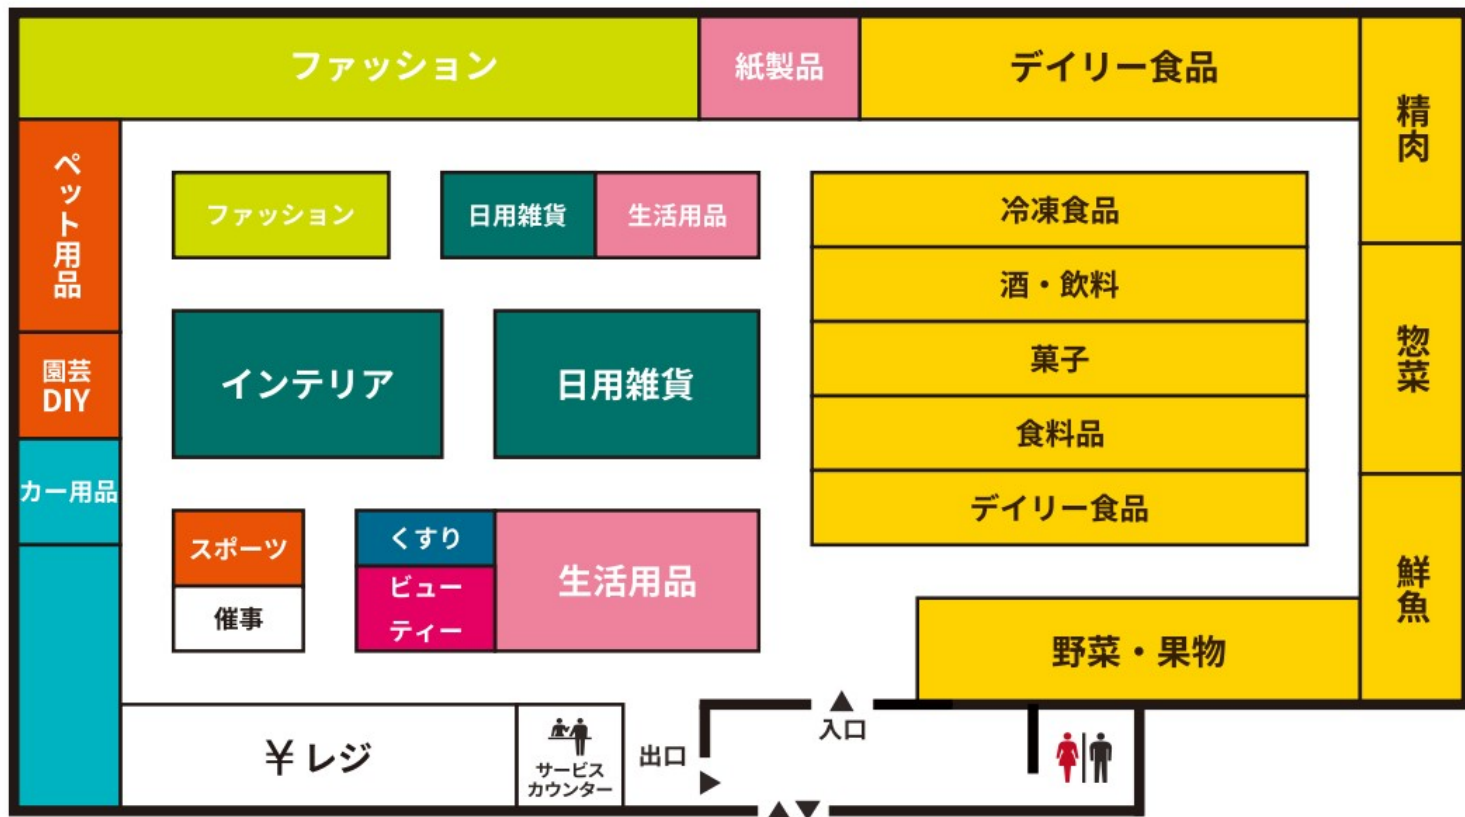 ファッション
紙製品
デイリー食品
精肉
ペット用品
ファッション
日用雑貨
生活用品
冷凍食品
酒・飲料
菓子
食料品
デイリー食品
惣菜
園芸
DIY
インテリア
日用雑貨
カー用品
スポーツ
催事
くすり
ビュー
ティー
生活用品
鮮魚
野菜・果物
¥レジ
サービス
カウンター
出口
入口